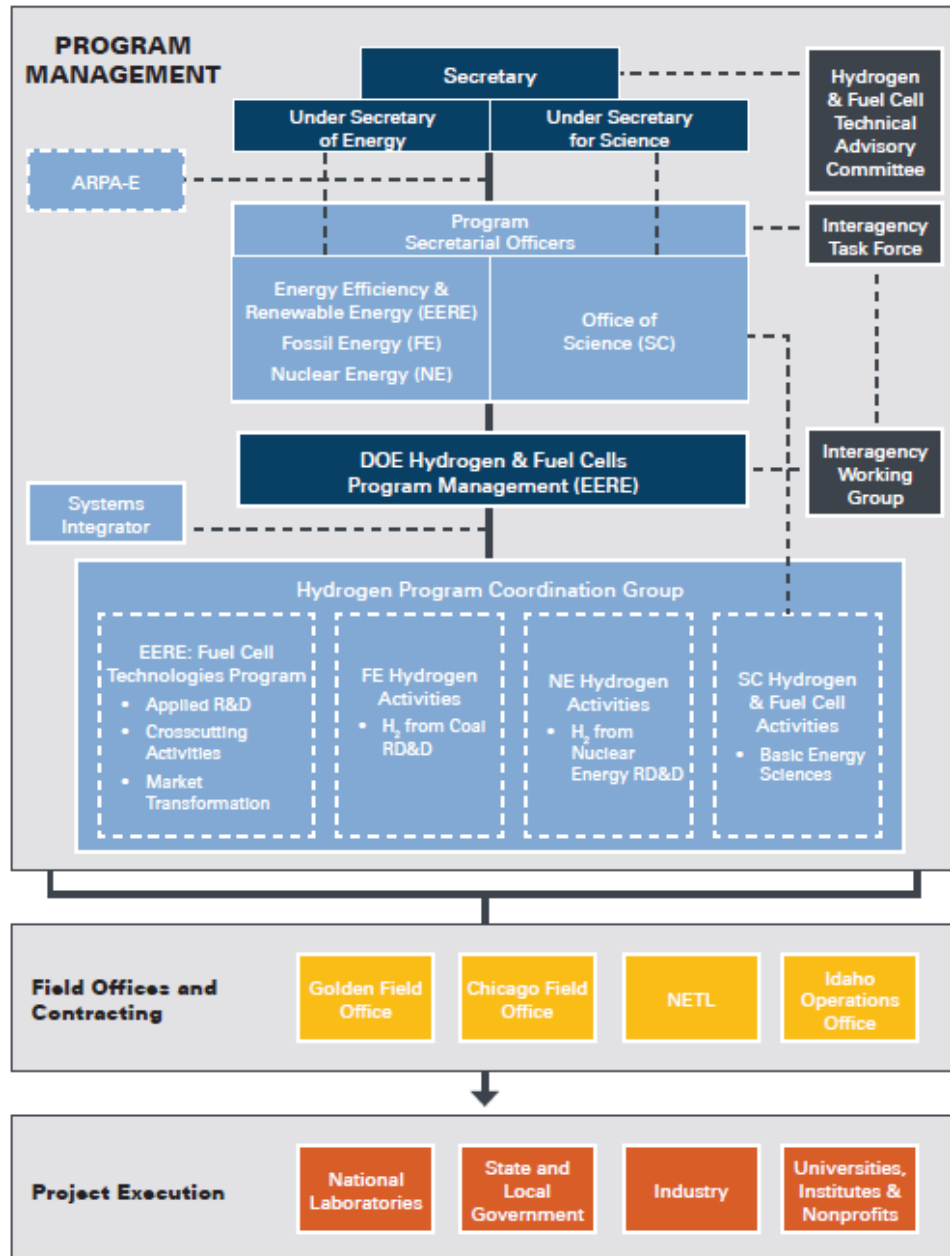 PROGRAM
MANAGEMENT
Secretary
Hydrogen
& Fuel Cell
Technical
Advisory
Committee
Under Secretary
of Energy
Under Secretary
for Science
ARPA-E
Program
Secretarial Officers
Interagency
Task Force
Energy Efficiency &
Renewable Energy (EERE)
Fossil Energy (FE)
Nuclear Energy (NE)
Office of
Science (SC)
DOE Hydrogen & Fuel Cells
Program Management (EERE)
Interagency
Working
Group
Systems
Integrator
Hydrogen Program Coordination Group
EERE: Fuel Cell
Technologies Program
• Applied R&D
• Crosscutting
Activities
• Market
Transformation
FE Hydrogen
Activities
• H₂ from Coal
RD&D
NE Hydrogen
Activities
• H₂ from
Nuclear
Energy RD&D
SC Hydrogen
& Fuel Cell
Activities
• Basic Energy
Sciences
Field Offices and
Contracting
Golden Field
Office
Chicago Field
Office
NETL
Idaho
Operations
Office
Project Execution
National
Laboratories
State and
Local
Government
Industry
Universities,
Institutes &
Nonprofits